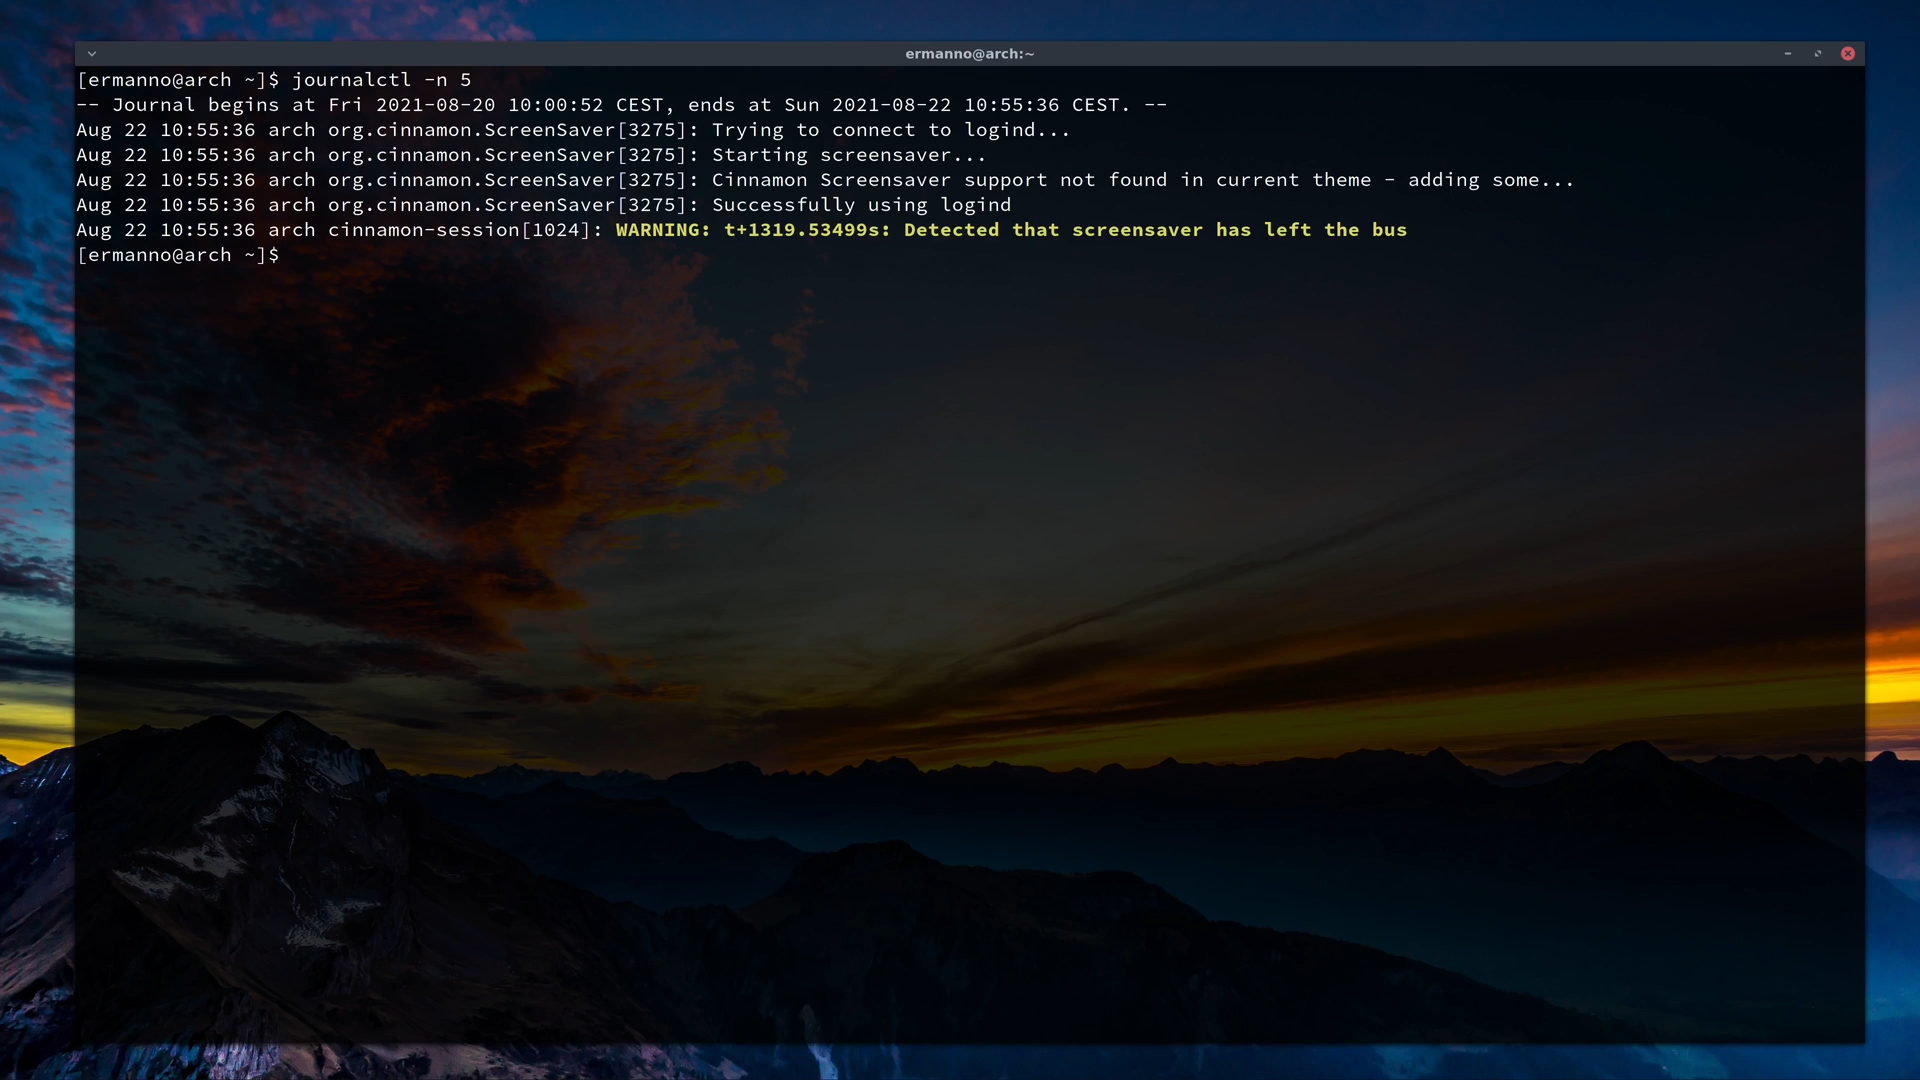 ermanno@arch:~
[ermanno@arch ~]$ journalctl -n 5
-- Journal begins at Fri 2021-08-20 10:00:52 CEST, ends at Sun 2021-08-22 10:55:36 CEST. --
Aug 22 10:55:36 arch org.cinnamon.ScreenSaver[3275]: Trying to connect to logind...
Aug 22 10:55:36 arch org.cinnamon.ScreenSaver[3275]: Starting screensaver...
Aug 22 10:55:36 arch org.cinnamon.ScreenSaver[3275]: Cinnamon Screensaver support not found in current theme - adding some...
Aug 22 10:55:36 arch org.cinnamon.ScreenSaver[3275]: Successfully using logind
Aug 22 10:55:36 arch cinnamon-session[1024]: WARNING: t+1319.53499s: Detected that screensaver has left the bus
[ermanno@arch ~]$